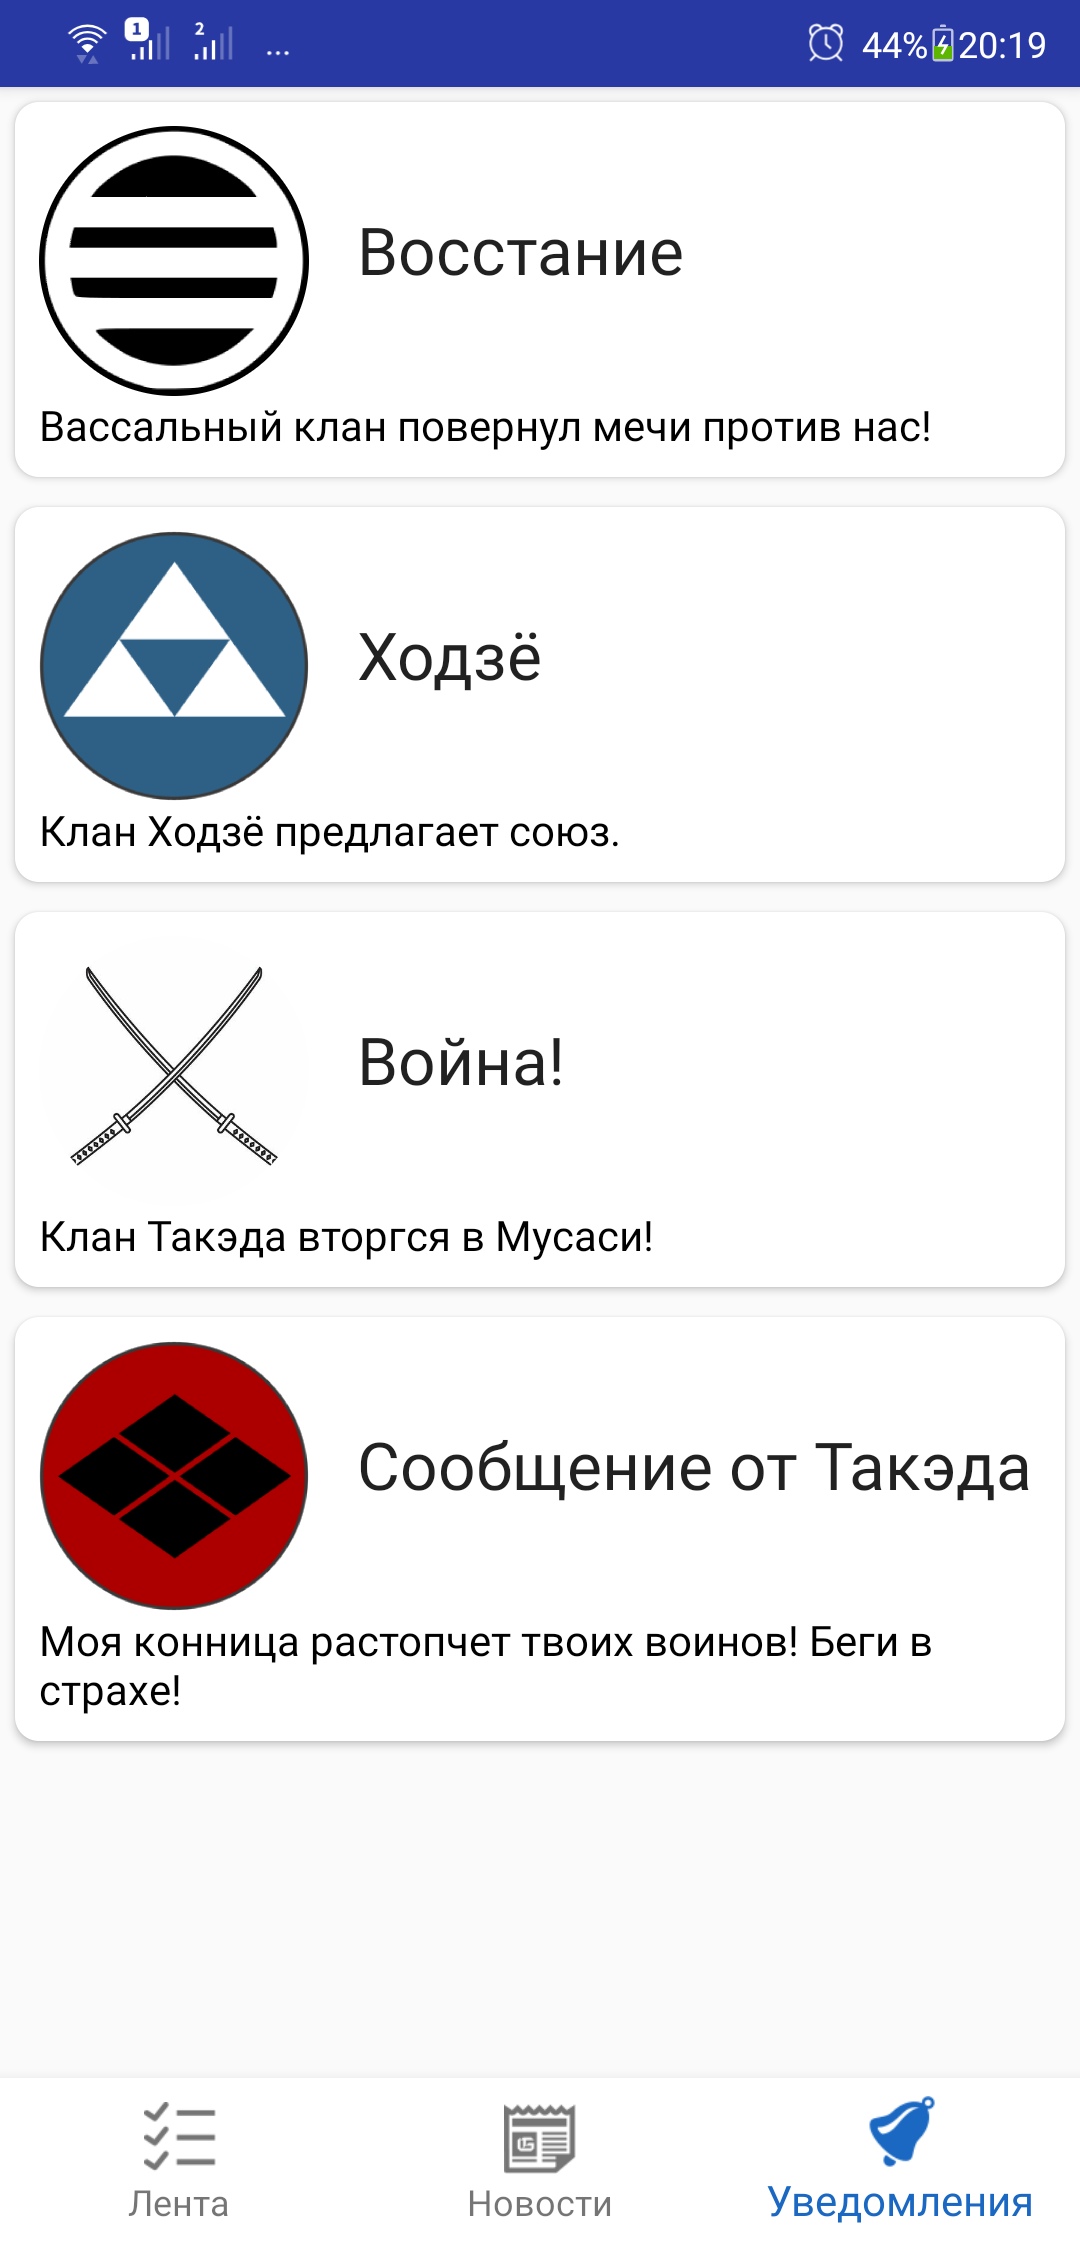 1 2 ... 44% 20:19
Восстание
Вассальный клан повернул мечи против нас!
Ходзё
Клан Ходзё предлагает союз.
Война!
Клан Такэда вторгся в Мусаси!
Сообщение от Такэда
Моя конница растопчет твоих воинов! Беги в
страхе!
Лента Новости Уведомления